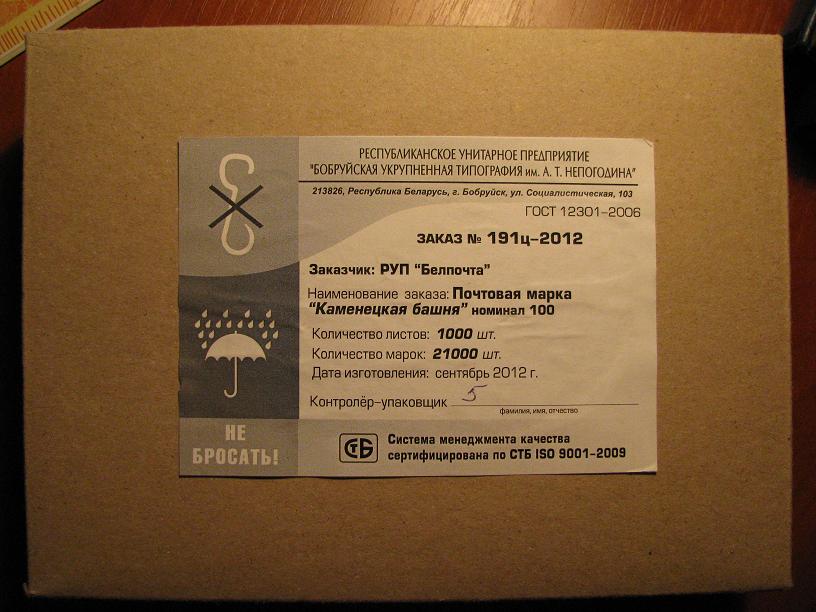 РЕСПУБЛИКАНСКОЕ УНИТАРНОЕ ПРЕДПРИЯТИЕ
"БОБРУЙСКАЯ УКРУПНЕННАЯ ТИПОГРАФИЯ им. А. Т. НЕПОГОДИНА"
213826, Республика Беларусь, г. Бобруйск, ул. Социалистическая, 103
ГОСТ 12301-2006
ЗАКАЗ № 191ц-2012
Заказчик: РУП "Белпочта"
Наименование заказа: Почтовая марка
"Каменецкая башня" номинал 100
Количество листов: 1000 шт.
Количество марок: 21000 шт.
Дата изготовления: сентябрь 2012 г.
Контролёр-упаковщик 5
фамилия, имя, отчество
НЕ
БРОСАТЬ!
СТБ
Система менеджмента качества
сертифицирована по СТБ ISO 9001-2009